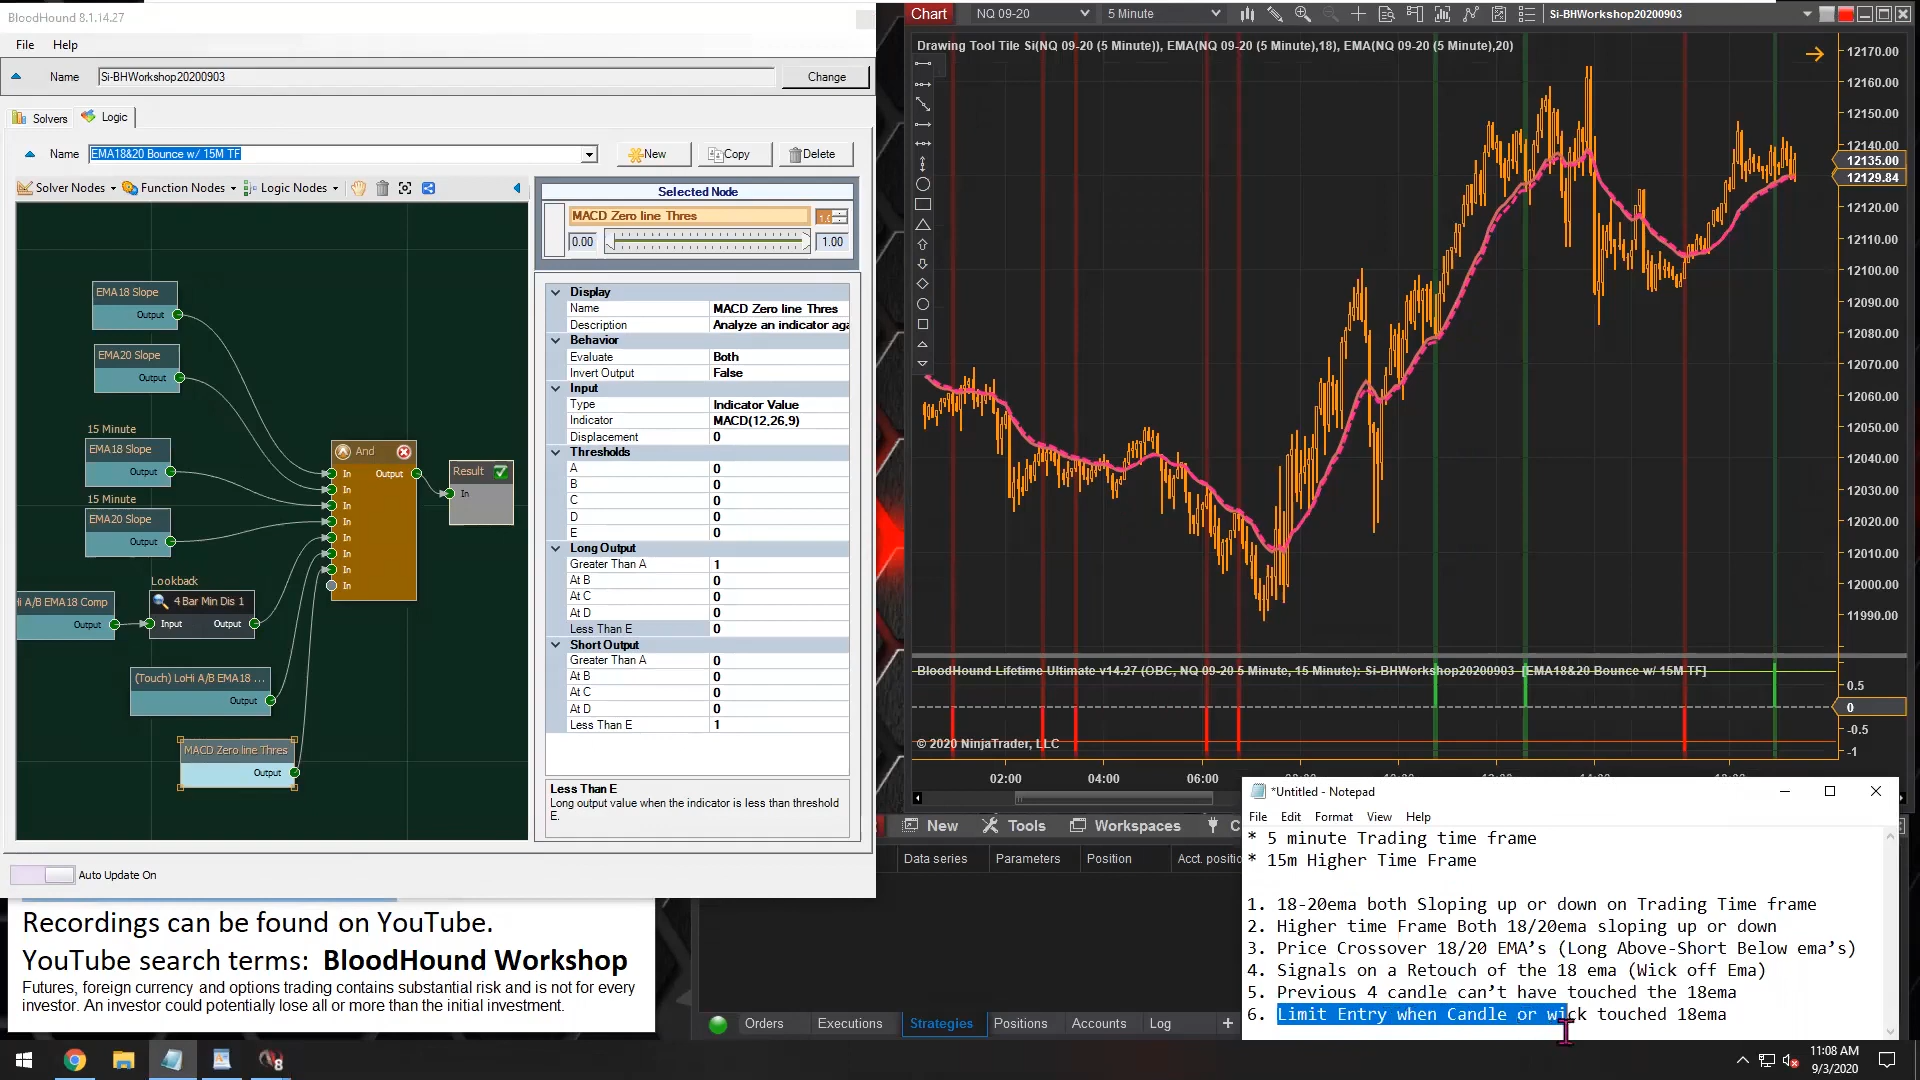 BloodHound 8.1.14.27
File Help
Name Si-BHWorkshop20200903 Change
Solvers Logic
Name EMA18&20 Bounce w/ 15M TF New Copy Delete
Solver Nodes Function Nodes Logic Nodes
EMA18 Slope
Output
EMA20 Slope
Output
15 Minute
EMA18 Slope
Output
15 Minute
EMA20 Slope
Output
Lookback
A/B EMA18 Comp
Output
4 Bar Min Dis 1
Input Output
(Touch) LoHi A/B EMA18 ...
Output
MACD Zero line Thres
Output
And
In Output
In
In
In
In
In
In
In
Result
In
Selected Node
MACD Zero line Thres
0.00 1.00
Display
Name MACD Zero line Thres
Description Analyze an indicator aga
Behavior
Evaluate Both
Invert Output False
Input
Type Indicator Value
Indicator MACD(12,26,9)
Displacement 0
Thresholds
A 0
B 0
C 0
D 0
E 0
Long Output
Greater Than A 1
At B 0
At C 0
At D 0
Less Than E 0
Short Output
Greater Than A 0
At B 0
At C 0
At D 0
Less Than E 1
Less Than E
Long output value when the indicator is less than threshold
E.
Auto Update On
Recordings can be found on YouTube.
YouTube search terms: BloodHound Workshop
Futures, foreign currency and options trading contains substantial risk and is not for every
investor. An investor could potentially lose all or more than the initial investment.
Chart NQ 09-20 5 Minute Si-BHWorkshop20200903
Drawing Tool Tile Si(NQ 09-20 (5 Minute)), EMA(NQ 09-20 (5 Minute),18), EMA(NQ 09-20 (5 Minute),20)
12170.00
12160.00
12150.00
12140.00
12135.00
12129.84
12120.00
12110.00
12100.00
12090.00
12080.00
12070.00
12060.00
12050.00
12040.00
12030.00
12020.00
12010.00
12000.00
11990.00
BloodHound Lifetime Ultimate v14.27 (OBC, NQ 09-20 5 Minute, 15 Minute): Si-BHWorkshop20200903 [EMA18&20 Bounce w/ 15M TF]
0.5
0
-0.5
-1
© 2020 NinjaTrader, LLC
02:00 04:00 06:00
New Tools Workspaces C
Data series Parameters Position Acct. positio
Orders Executions Strategies Positions Accounts Log +
*Untitled - Notepad
File Edit Format View Help
* 5 minute Trading time frame
* 15m Higher Time Frame
1. 18-20ema both Sloping up or down on Trading Time frame
2. Higher time Frame Both 18/20ema sloping up or down
3. Price Crossover 18/20 EMA’s (Long Above-Short Below ema’s)
4. Signals on a Retouch of the 18 ema (Wick off Ema)
5. Previous 4 candle can’t have touched the 18ema
6. Limit Entry when Candle or wick touched 18ema
11:08 AM
9/3/2020